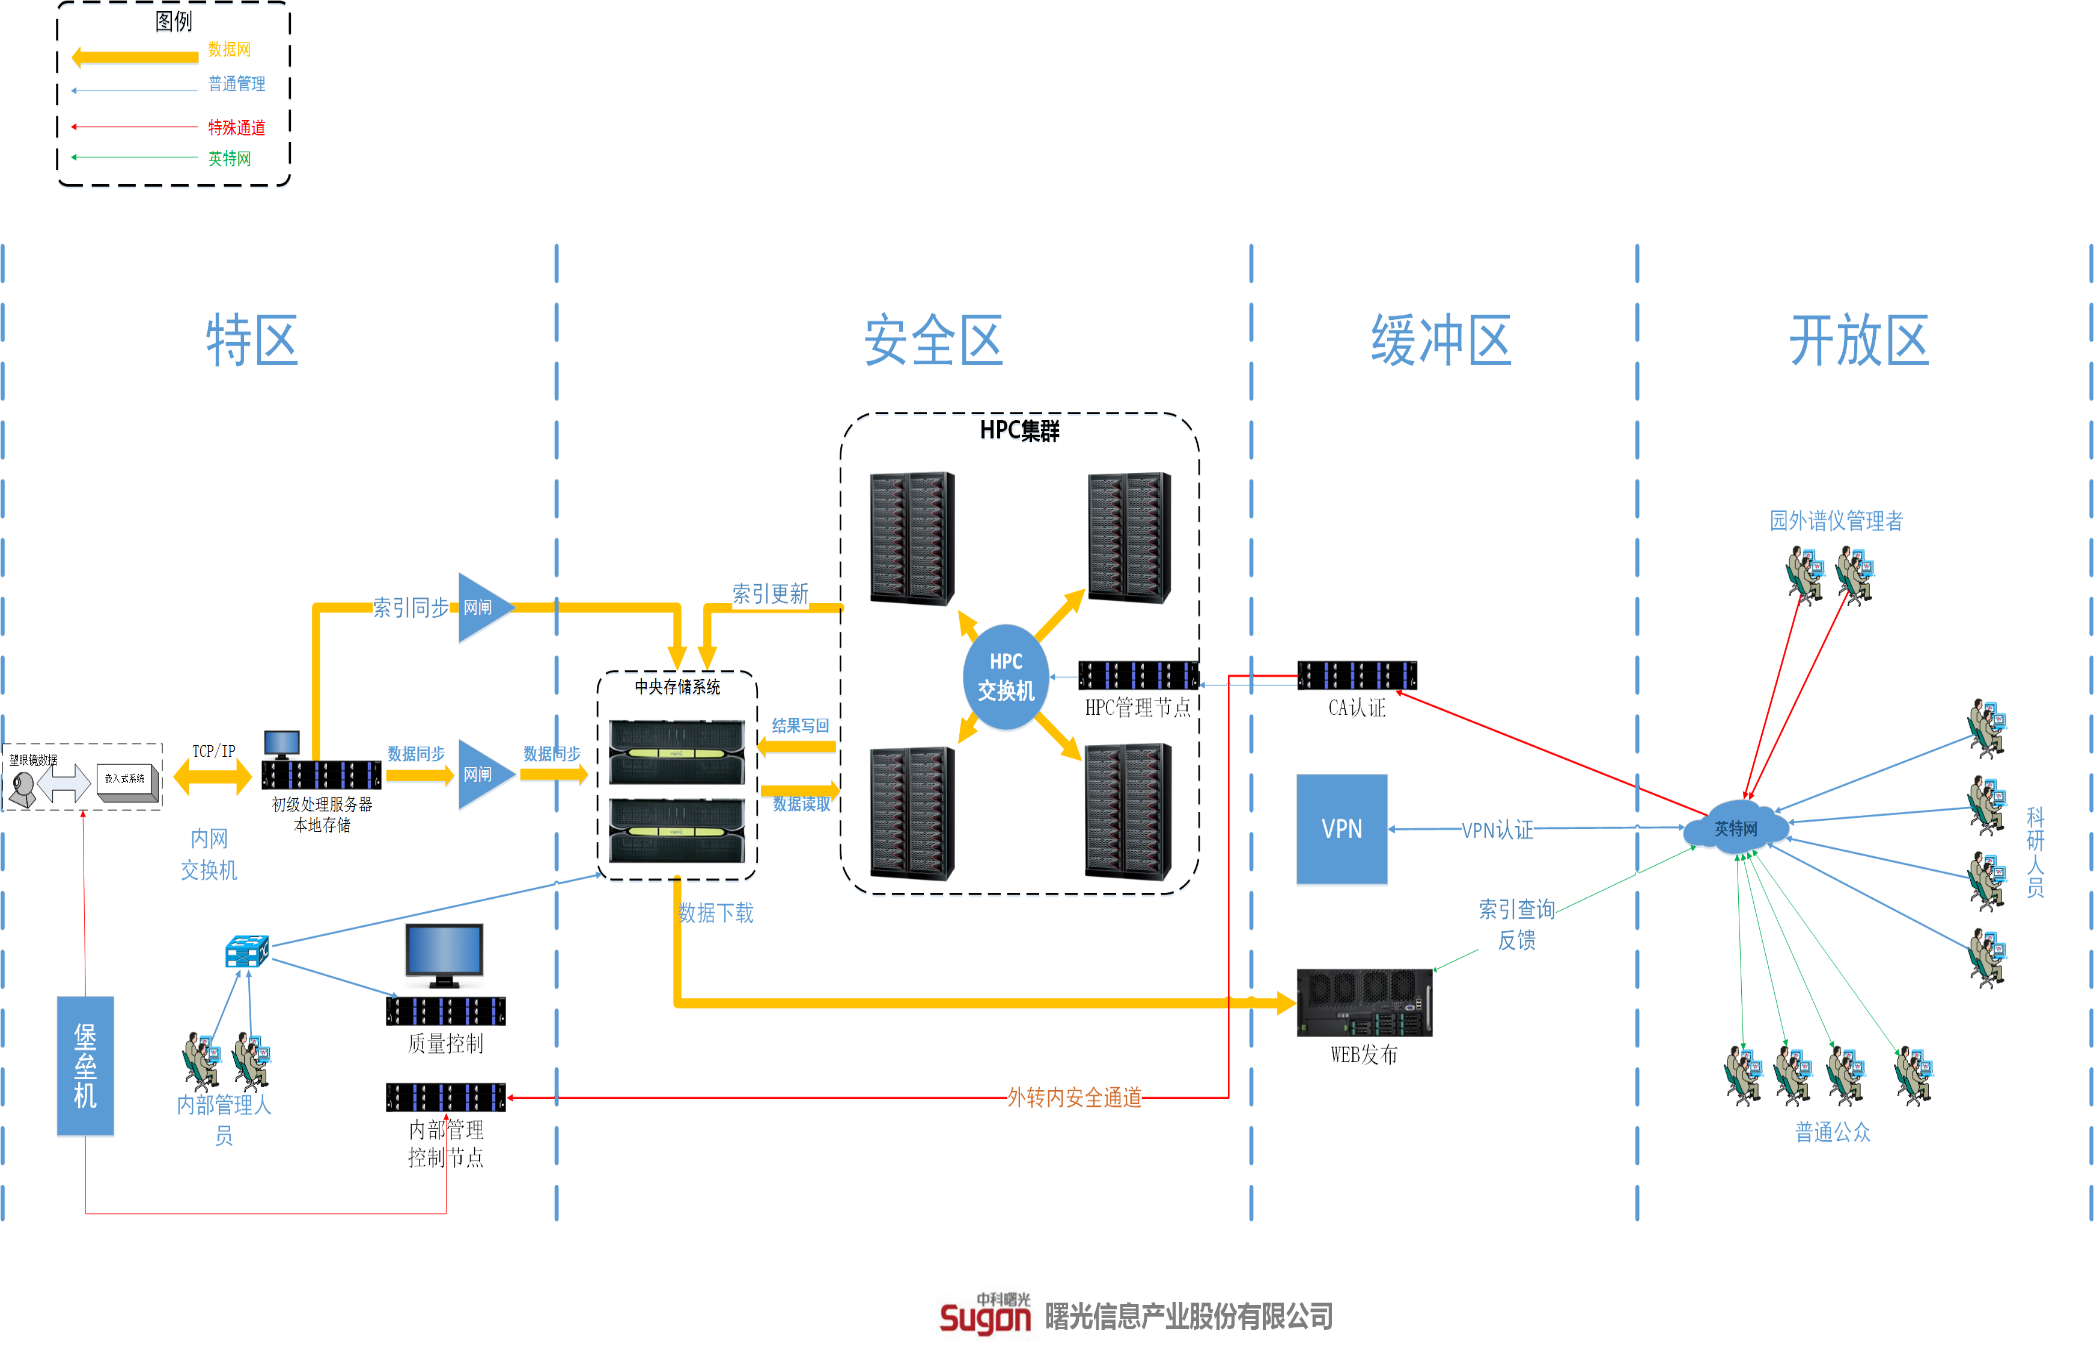 图例
数据网
普通管理
特殊通道
英特网
特区
安全区
缓冲区
开放区
HPC集群
园外谱仪管理者
索引同步
网闸
索引更新
HPC
交换机
中央存储系统
HPC管理节点
CA认证
结果写回
数据读取
TCP/IP
数据同步
网闸
数据同步
望眼镜数据
嵌入式系统
初级处理服务器
本地存储
内网
交换机
VPN
VPN认证
英特网
科研人员
数据下载
索引查询
反馈
堡垒机
质量控制
WEB发布
内部管理人
员
外转内安全通道
内部管理
控制节点
普通公众
中科曙光
Sugon
曙光信息产业股份有限公司